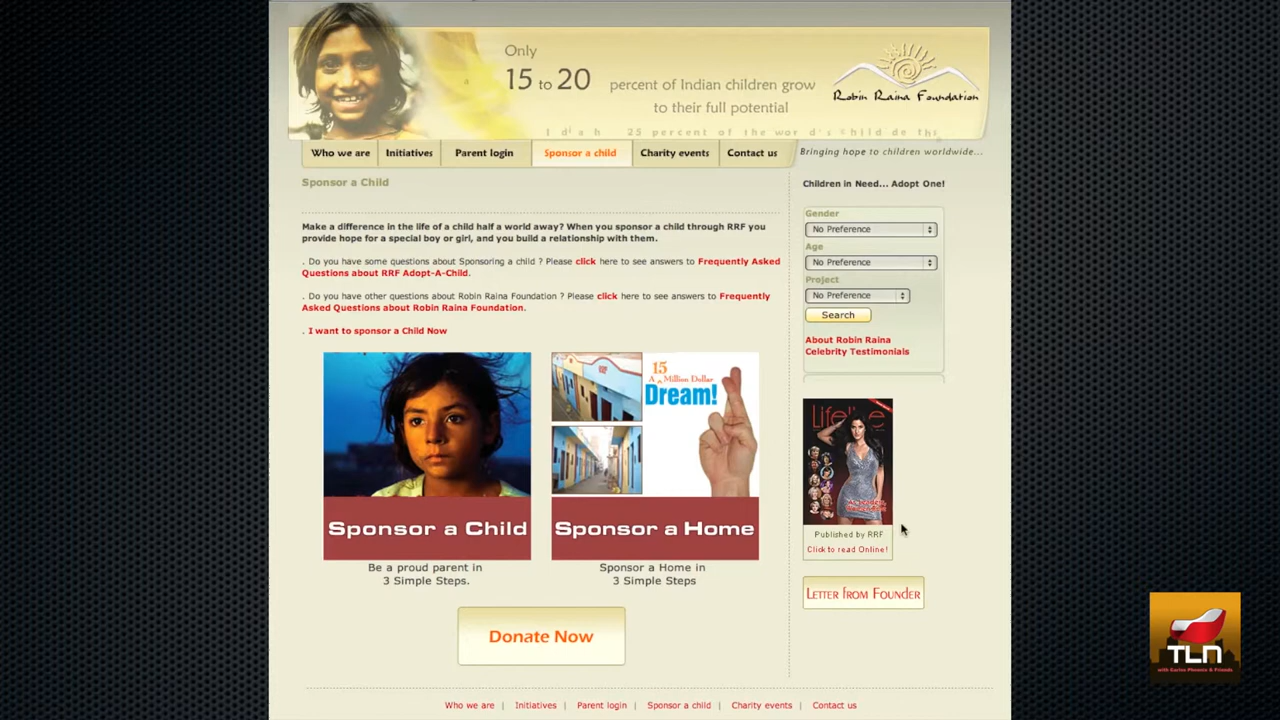 Only
15 to 20 percent of Indian children grow
to their full potential
25 percent of the
Robin Raina Foundation
Who we are
Initiatives
Parent login
Sponsor a child
Charity events
Contact us
Bringing hope to children worldwide...
Sponsor a Child
Make a difference in the life of a child half a world away? When you sponsor a child through RRF you
provide hope for a special boy or girl, and you build a relationship with them.
. Do you have some questions about Sponsoring a child ? Please click here to see answers to Frequently Asked
Questions about RRF Adopt-A-Child.
. Do you have other questions about Robin Raina Foundation ? Please click here to see answers to Frequently
Asked Questions about Robin Raina Foundation.
. I want to sponsor a Child Now
Sponsor a Child
Be a proud parent in
3 Simple Steps.
15
A Million Dollar
Dream!
Sponsor a Home
Sponsor a Home in
3 Simple Steps
Donate Now
Children in Need... Adopt One!
Gender
No Preference
Age
No Preference
Project
No Preference
Search
About Robin Raina
Celebrity Testimonials
Published by RRF
Click to read Online!
Letter from Founder
Who we are | Initiatives | Parent login | Sponsor a child | Charity events | Contact us
TLN
with Carlos Phoenix & Friends